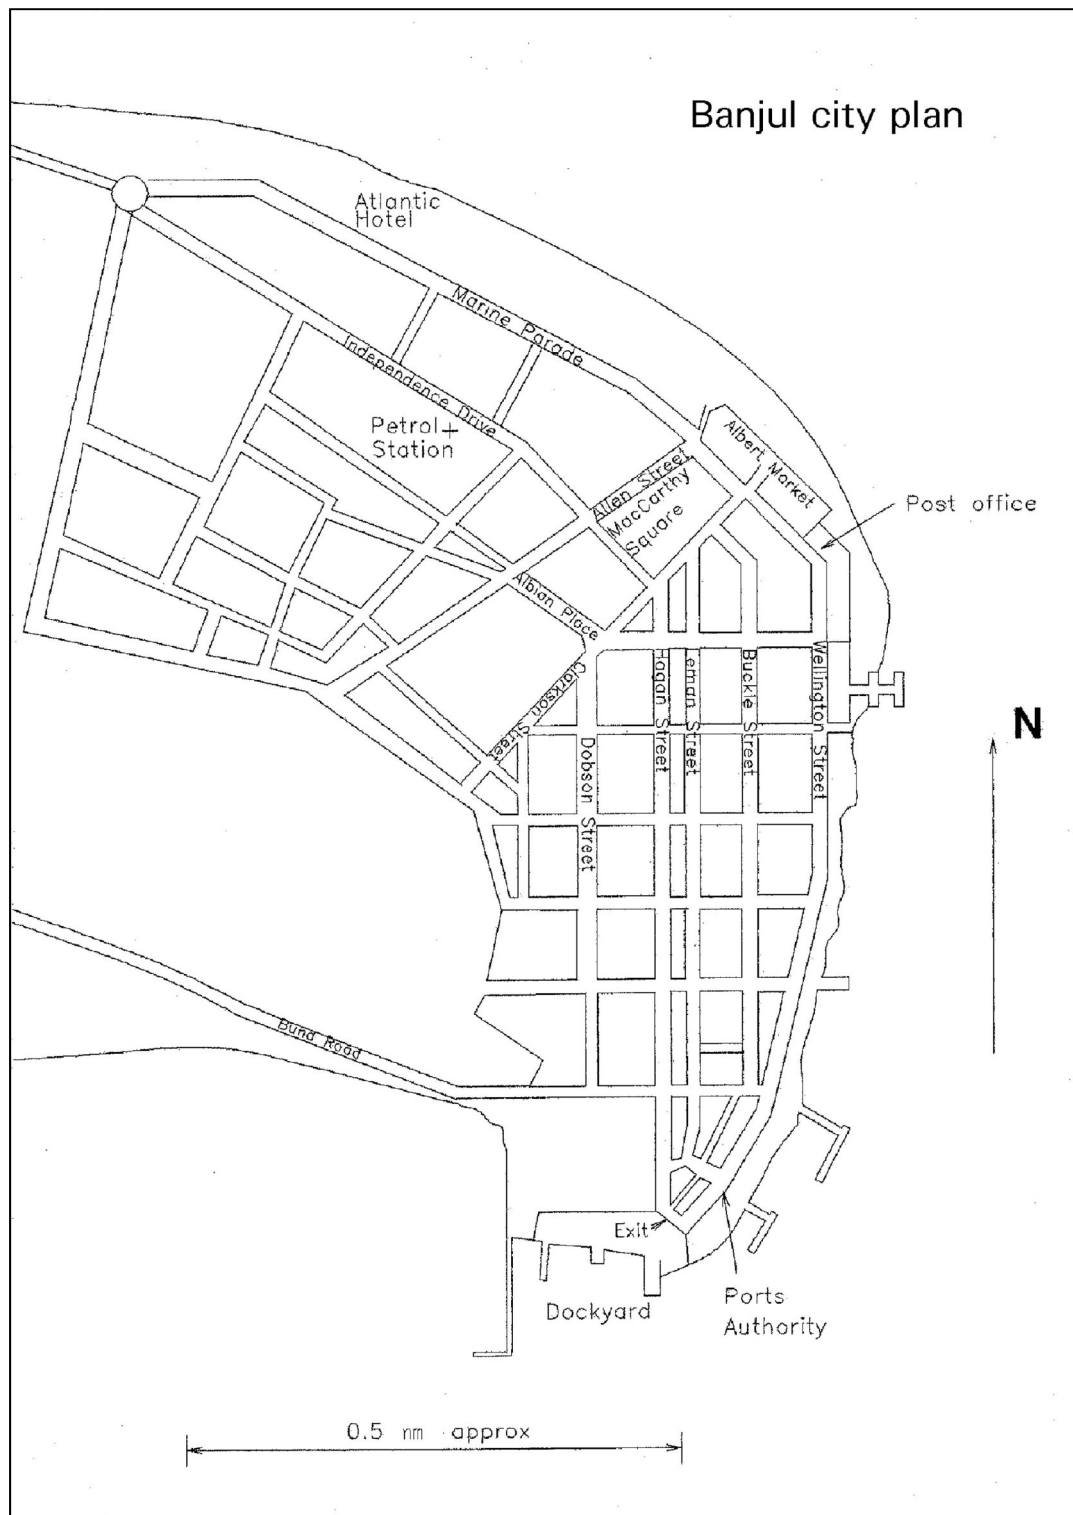 Banjul city plan
Atlantic
Hotel
Marine Parade
Independence Drive
Petrol
Station
Albert Market
Allen Street
MacCarthy
Square
Post office
Albion Place
Clarkson Street
Hagan Street
Leman Street
Buckle Street
Wellington Street
Dobson Street
N
Bund Road
Exit
Dockyard
Ports
Authority
0.5 nm approx